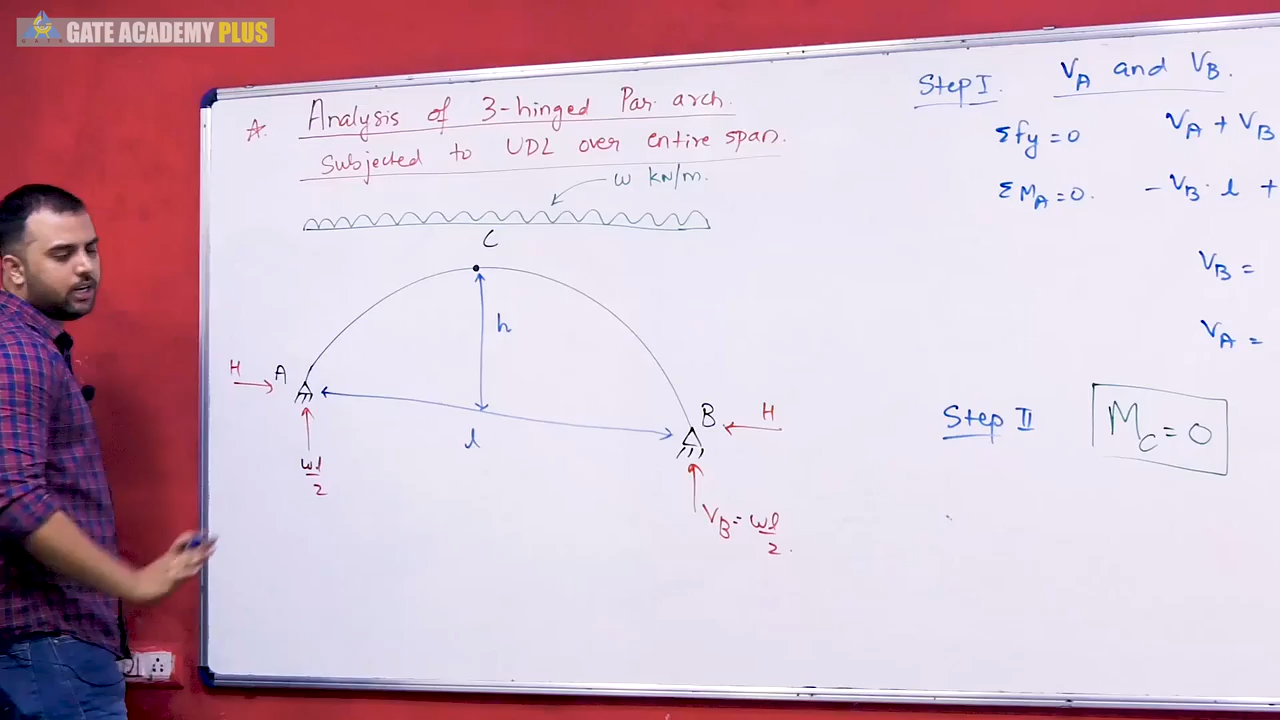 GATE ACADEMY PLUS
GATE
A. Analysis of 3-hinged Par. arch.
Subjected to UDL over entire span.
w kN/m.
C
h
H
A
l
B
H
wl/2
V_B = wl/2.
Step I. V_A and V_B.
Σfy=0 V_A + V_B
ΣM_A=0. - V_B. l +
V_B =
V_A =
Step II M_C = 0